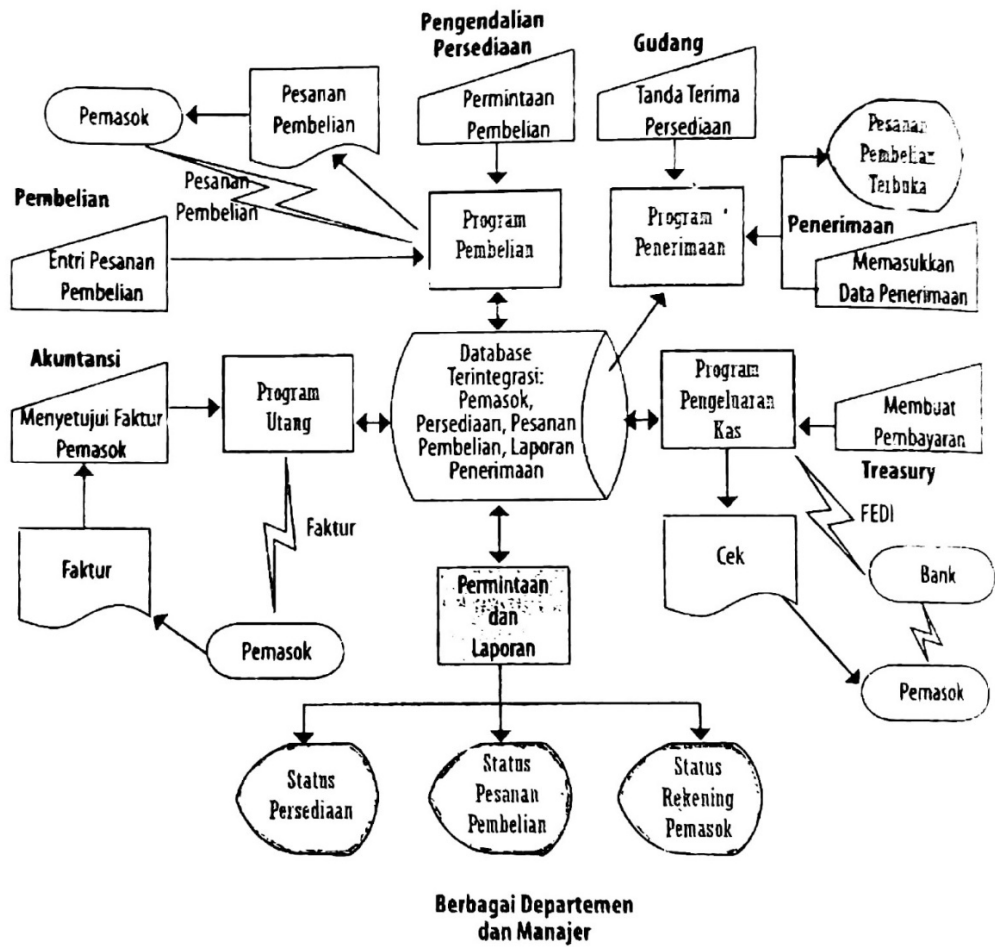 Pengendalian
Persediaan
Gudang
Pemasok
Pesanan
Pembelian
Permintaan
Pembelian
Tanda Terima
Persediaan
Pesanan
Pembelian
Terbuka
Pesanan
Pembelian
Pembelian
Entri Pesanan
Pembelian
Program
Pembelian
Program
Penerimaan
Penerimaan
Memasukkan
Data Penerimaan
Akuntansi
Menyetujui Faktur
Pemasok
Program
Utang
Database
Terintegrasi:
Pemasok,
Persediaan, Pesanan
Pembelian, Laporan
Penerimaan
Program
Pengeluaran
Kas
Membuat
Pembayaran
Treasury
Faktur
Faktur
Pemasok
Permintaan
dan
Laporan
Cek
FEDI
Bank
Pemasok
Status
Persediaan
Status
Pesanan
Pembelian
Status
Rekening
Pemasok
Berbagai Departemen
dan Manajer